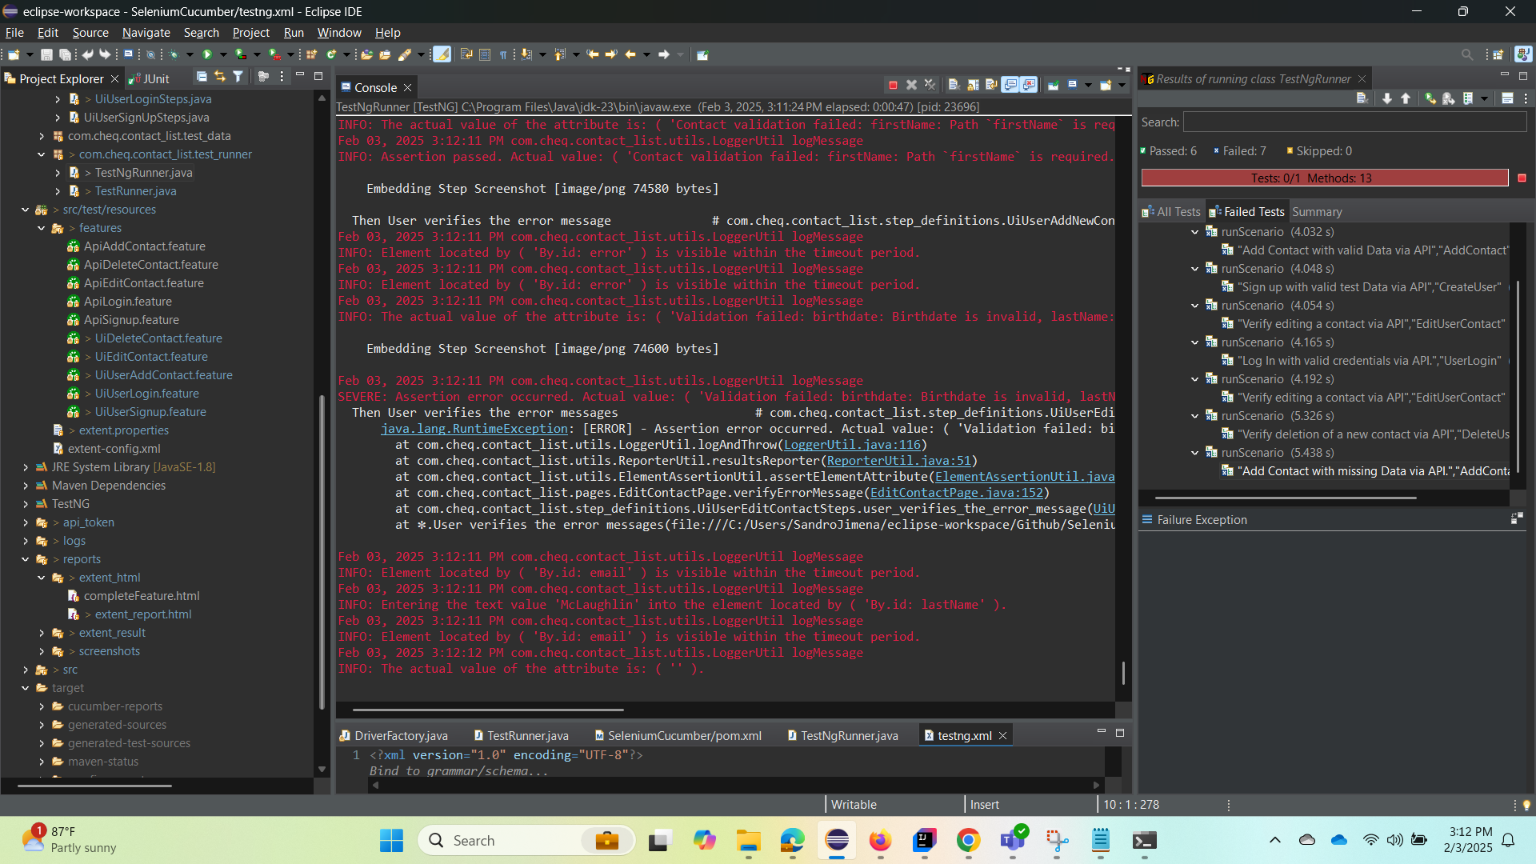 eclipse-workspace - SeleniumCucumber/testng.xml - Eclipse IDE
File Edit Source Navigate Search Project Run Window Help
Project Explorer
JUnit
> UiUserLoginSteps.java
UiUserSignUpSteps.java
com.cheq.contact_list.test_data
> com.cheq.contact_list.test_runner
> TestNgRunner.java
> TestRunner.java
> src/test/resources
> features
ApiAddContact.feature
ApiDeleteContact.feature
ApiEditContact.feature
ApiLogin.feature
ApiSignup.feature
> UiDeleteContact.feature
> UiEditContact.feature
> UiUserAddContact.feature
> UiUserLogin.feature
> UiUserSignup.feature
> extent.properties
extent-config.xml
JRE System Library [JavaSE-1.8]
Maven Dependencies
TestNG
> api_token
> logs
> reports
> extent_html
completeFeature.html
> extent_report.html
> extent_result
> screenshots
> src
target
cucumber-reports
generated-sources
generated-test-sources
maven-status
Console
TestNgRunner [TestNG] C:\Program Files\Java\jdk-23\bin\javaw.exe (Feb 3, 2025, 3:11:24 PM elapsed: 0:00:47) [pid: 23696]
INFO: The actual value of the attribute is: ( 'Contact validation failed: firstName: Path `firstName` is req
Feb 03, 2025 3:12:11 PM com.cheq.contact_list.utils.LoggerUtil logMessage
INFO: Assertion passed. Actual value: ( 'Contact validation failed: firstName: Path `firstName` is required.
Embedding Step Screenshot [image/png 74580 bytes]
Then User verifies the error message # com.cheq.contact_list.step_definitions.UiUserAddNewCon
Feb 03, 2025 3:12:11 PM com.cheq.contact_list.utils.LoggerUtil logMessage
INFO: Element located by ( 'By.id: error' ) is visible within the timeout period.
Feb 03, 2025 3:12:11 PM com.cheq.contact_list.utils.LoggerUtil logMessage
INFO: Element located by ( 'By.id: error' ) is visible within the timeout period.
Feb 03, 2025 3:12:11 PM com.cheq.contact_list.utils.LoggerUtil logMessage
INFO: The actual value of the attribute is: ( 'Validation failed: birthdate: Birthdate is invalid, lastName:
Embedding Step Screenshot [image/png 74600 bytes]
Feb 03, 2025 3:12:11 PM com.cheq.contact_list.utils.LoggerUtil logMessage
SEVERE: Assertion error occurred. Actual value: ( 'Validation failed: birthdate: Birthdate is invalid, lastN
Then User verifies the error messages # com.cheq.contact_list.step_definitions.UiUserEdi
java.lang.RuntimeException: [ERROR] - Assertion error occurred. Actual value: ( 'Validation failed: bi
at com.cheq.contact_list.utils.LoggerUtil.logAndThrow(LoggerUtil.java:116)
at com.cheq.contact_list.utils.ReporterUtil.resultsReporter(ReporterUtil.java:51)
at com.cheq.contact_list.utils.ElementAssertionUtil.assertElementAttribute(ElementAssertionUtil.java
at com.cheq.contact_list.pages.EditContactPage.verifyErrorMessage(EditContactPage.java:152)
at com.cheq.contact_list.step_definitions.UiUserEditContactSteps.user_verifies_the_error_message(UiU
at ✽.User verifies the error messages(file:///C:/Users/SandroJimena/eclipse-workspace/Github/Seleniu
Feb 03, 2025 3:12:11 PM com.cheq.contact_list.utils.LoggerUtil logMessage
INFO: Element located by ( 'By.id: email' ) is visible within the timeout period.
Feb 03, 2025 3:12:11 PM com.cheq.contact_list.utils.LoggerUtil logMessage
INFO: Entering the text value 'McLaughlin' into the element located by ( 'By.id: lastName' ).
Feb 03, 2025 3:12:11 PM com.cheq.contact_list.utils.LoggerUtil logMessage
INFO: Element located by ( 'By.id: email' ) is visible within the timeout period.
Feb 03, 2025 3:12:12 PM com.cheq.contact_list.utils.LoggerUtil logMessage
INFO: The actual value of the attribute is: ( '' ).
DriverFactory.java TestRunner.java SeleniumCucumber/pom.xml TestNgRunner.java testng.xml
1 <?xml version="1.0" encoding="UTF-8"?>
Bind to grammar/schema...
Results of running class TestNgRunner
Search:
Passed: 6 Failed: 7 Skipped: 0
Tests: 0/1 Methods: 13
All Tests Failed Tests Summary
runScenario (4.032 s)
"Add Contact with valid Data via API","AddContact"
runScenario (4.048 s)
"Sign up with valid test Data via API","CreateUser"
runScenario (4.054 s)
"Verify editing a contact via API","EditUserContact"
runScenario (4.165 s)
"Log In with valid credentials via API.","UserLogin"
runScenario (4.192 s)
"Verify editing a contact via API","EditUserContact"
runScenario (5.326 s)
"Verify deletion of a new contact via API","DeleteUs
runScenario (5.438 s)
"Add Contact with missing Data via API.","AddConta
Failure Exception
Writable Insert 10 : 1 : 278
1
87°F
Partly sunny
Search
3:12 PM
2/3/2025